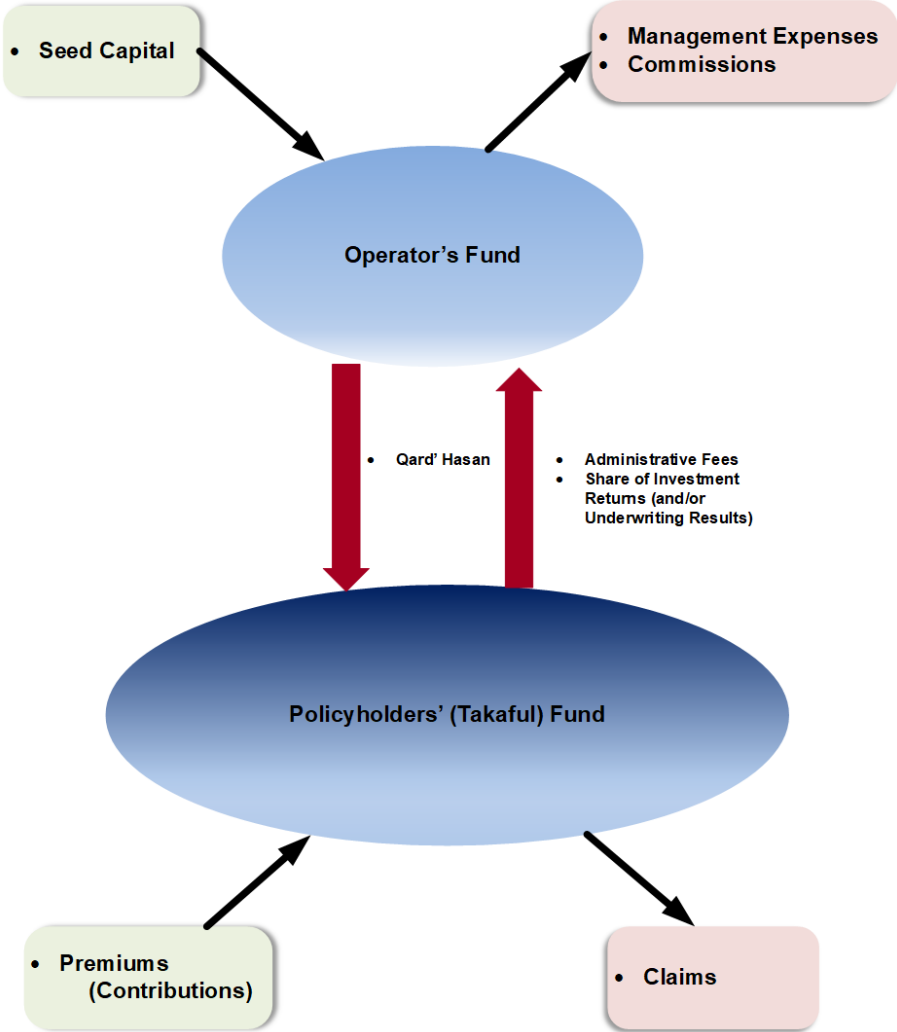 • Seed Capital
• Management Expenses
• Commissions
Operator’s Fund
• Qard’ Hasan
• Administrative Fees
• Share of Investment
Returns (and/or
Underwriting Results)
Policyholders’ (Takaful) Fund
• Premiums
(Contributions)
• Claims